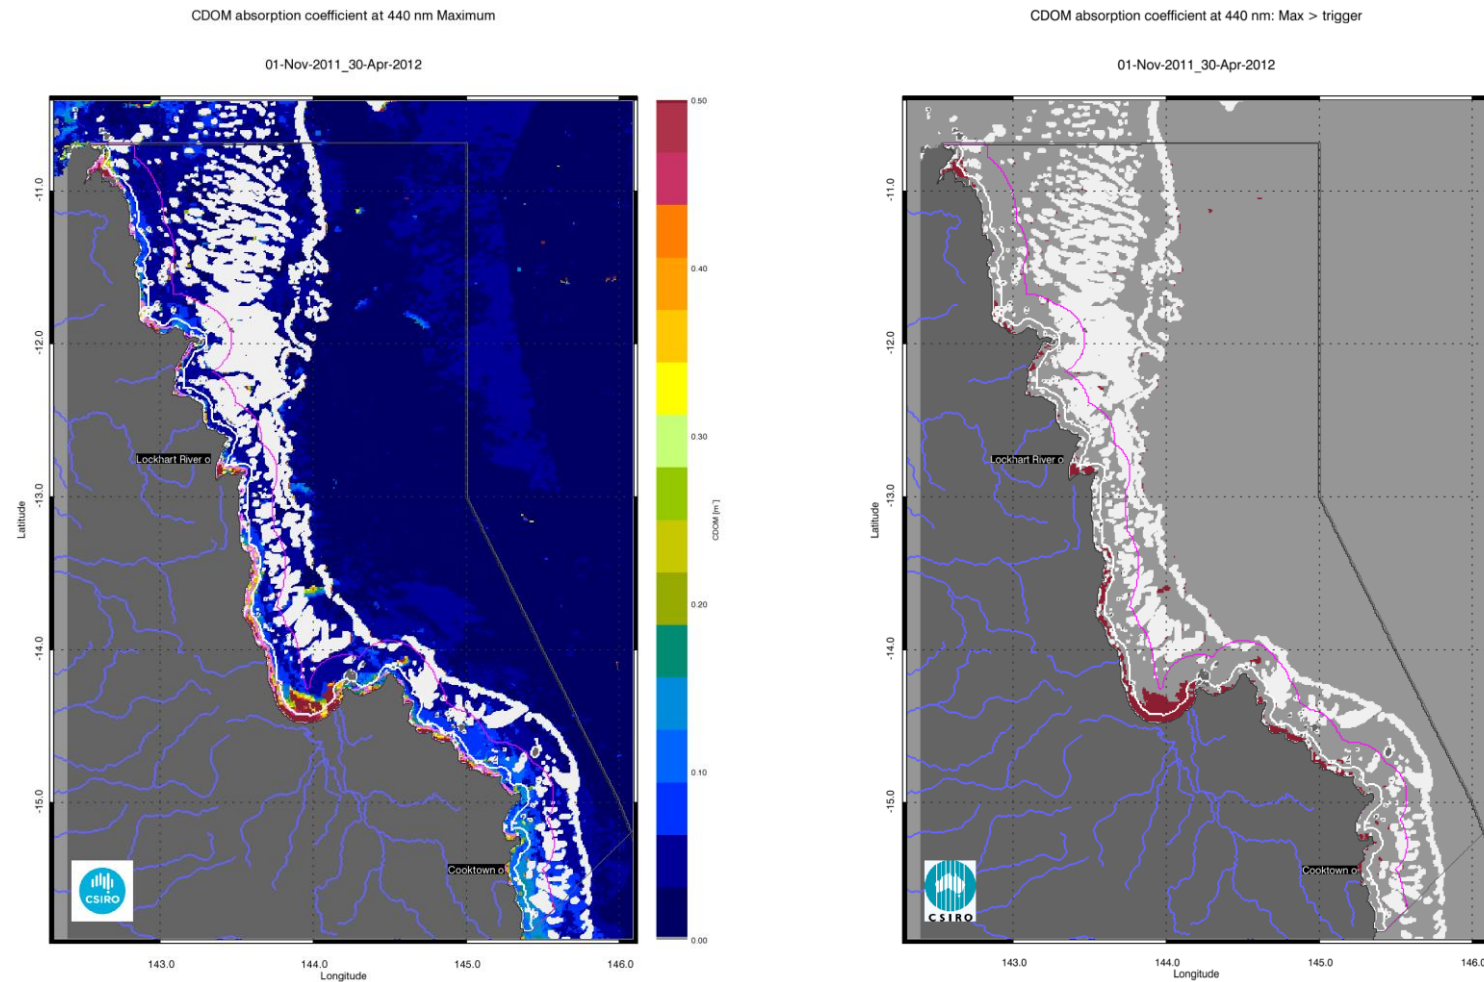 CDOM absorption coefficient at 440 nm Maximum
01-Nov-2011_30-Apr-2012
-11.0
-12.0
-13.0
-14.0
-15.0
Latitude
Lockhart River o
Cooktown o
CSIRO
143.0
144.0
145.0
146.0
Longitude
0.50
0.40
0.30
0.20
0.10
0.00
CDOM [m⁻¹]
CDOM absorption coefficient at 440 nm: Max > trigger
01-Nov-2011_30-Apr-2012
-11.0
-12.0
-13.0
-14.0
-15.0
Latitude
Lockhart River o
Cooktown o
CSIRO
143.0
144.0
145.0
146.0
Longitude